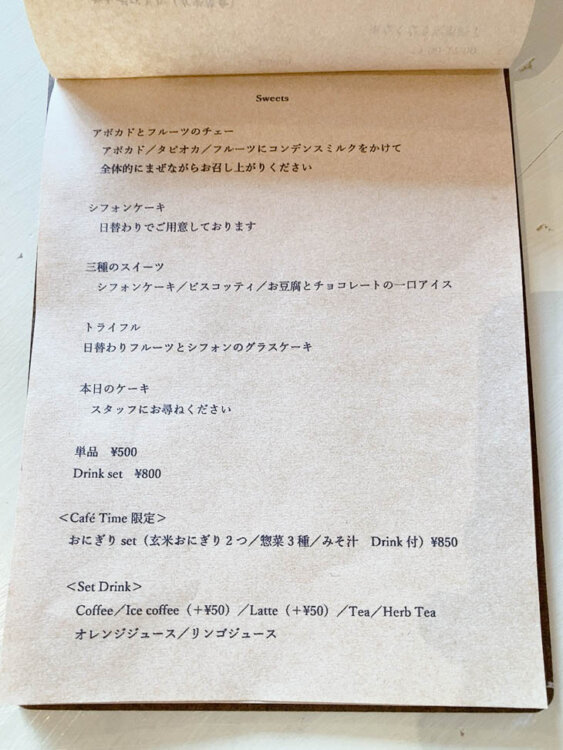 Sweets
アボカドとフルーツのチェー
アボカド／タピオカ／フルーツにコンデンスミルクをかけて
全体的にまぜながらお召し上がりください
シフォンケーキ
日替わりでご用意しております
三種のスイーツ
シフォンケーキ／ビスコッティ／お豆腐とチョコレートの一口アイス
トライフル
日替わりフルーツとシフォンのグラスケーキ
本日のケーキ
スタッフにお尋ねください
単品　¥500
Drink set　¥800
＜Café Time 限定＞
おにぎり set（玄米おにぎり２つ／惣菜３種／みそ汁　Drink 付）¥850
＜Set Drink＞
Coffee／Ice coffee（＋¥50）／Latte（＋¥50）／Tea／Herb Tea
オレンジジュース／リンゴジュース